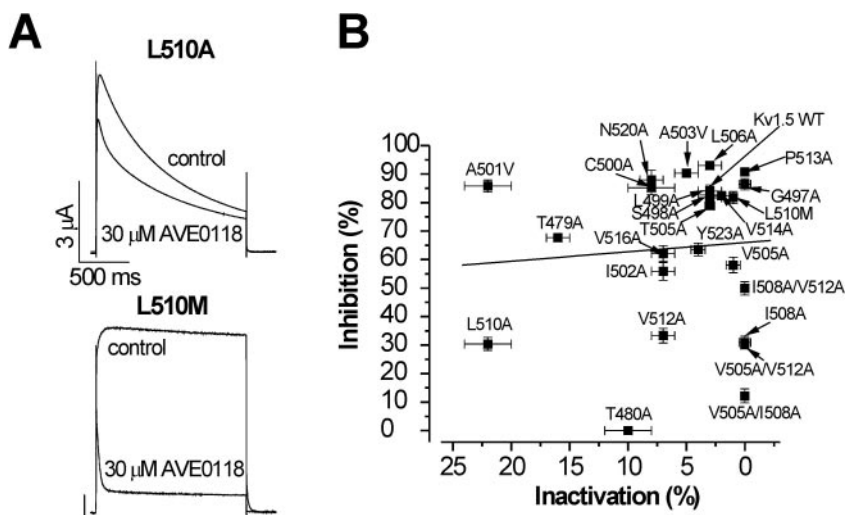 A
L510A
control
3 μA
30 μM AVE0118
500 ms
L510M
control
30 μM AVE0118
B
Inhibition (%)
100
90
80
70
60
50
40
30
20
10
0
A501V
N520A
A503V
Kv1.5 WT
L506A
C500A
P513A
L499A
G497A
S498A
L510M
T505A
V514A
T479A
V516A
Y523A
V505A
I502A
I508A/V512A
L510A
V512A
I508A
V505A/V512A
T480A
V505A/I508A
25 20 15 10 5 0
Inactivation (%)